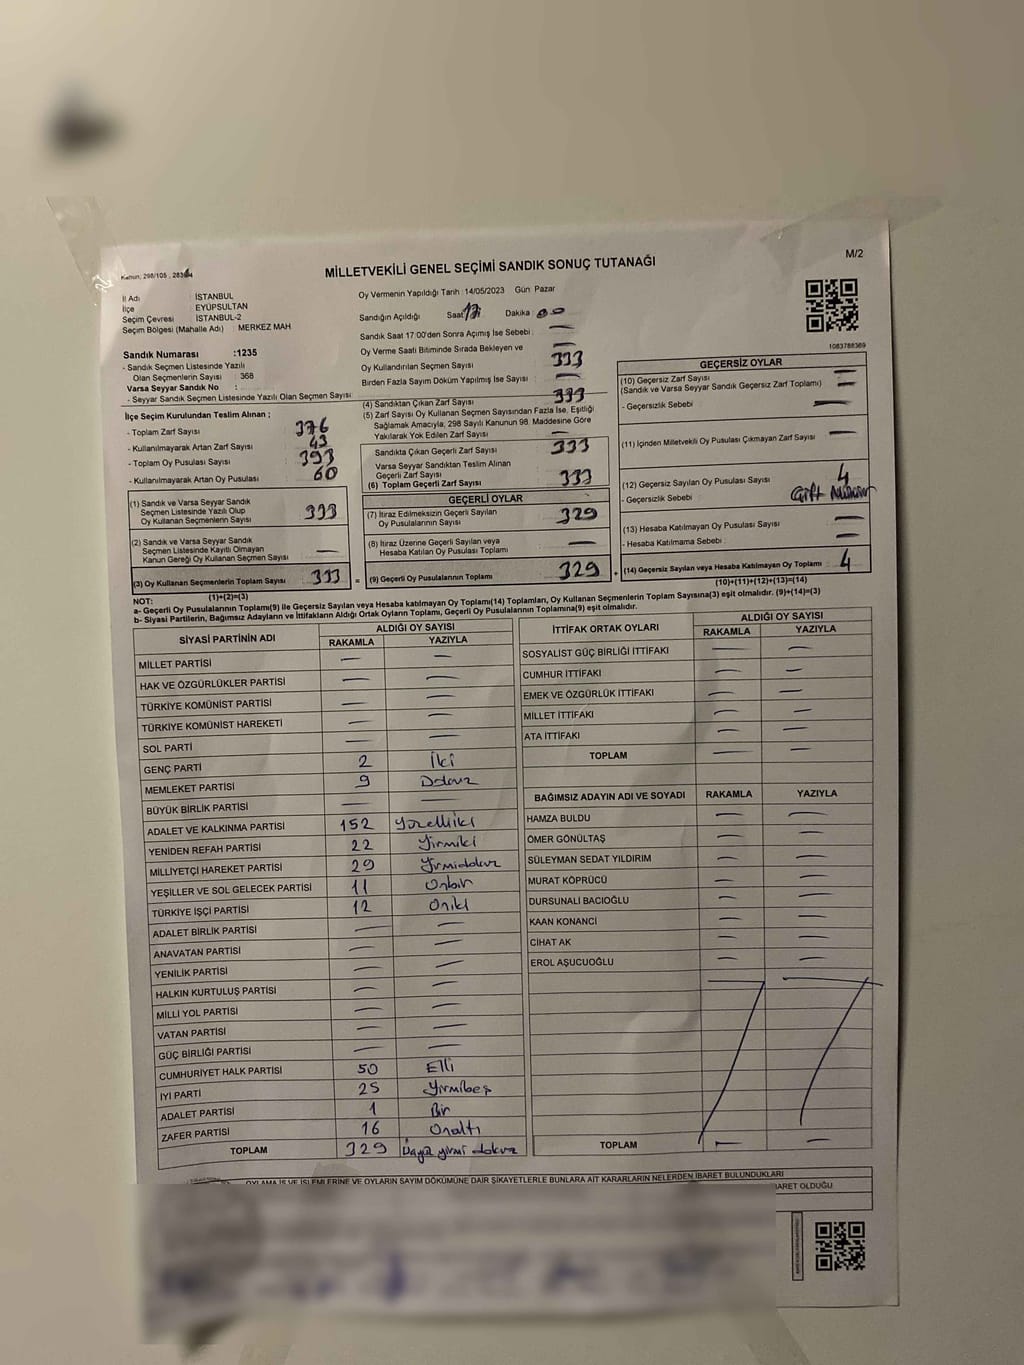 Kanun: 298/105
M/2
MİLLETVEKİLİ GENEL SEÇİMİ SANDIK SONUÇ TUTANAĞI
İl Adı İSTANBUL
İlçe EYÜPSULTAN
Seçim Çevresi : İSTANBUL-2
Seçim Bölgesi (Mahalle Adı) : MERKEZ MAH
Sandık Numarası :1235
- Sandık Seçmen Listesinde Yazılı
Olan Seçmenlerin Sayısı : 368
Varsa Seyyar Sandık No :
- Seyyar Sandık Seçmen Listesinde Yazılı Olan Seçmen Sayısı
İlçe Seçim Kurulundan Teslim Alınan ;
- Toplam Zarf Sayısı : 376
- Kullanılmayarak Artan Zarf Sayısı : 43
- Toplam Oy Pusulası Sayısı : 393
- Kullanılmayarak Artan Oy Pusulası : 60
(1) Sandık ve Varsa Seyyar Sandık
Seçmen Listesinde Yazılı Olup
Oy Kullanan Seçmenlerin Sayısı 333
(2) Sandık ve Varsa Seyyar Sandık
Seçmen Listesinde Kayıtlı Olmayan
Kanun Gereği Oy Kullanan Seçmen Sayısı : —
(3) Oy Kullanan Seçmenlerin Toplam Sayısı : 333
(1)+(2)=(3)
Oy Vermenin Yapıldığı Tarih :14/05/2023 Gün Pazar
Sandığın Açıldığı Saat 17 Dakika 00
Sandık Saat 17:00'den Sonra Açımış İse Sebebi : —
Oy Verme Saati Bitiminde Sırada Bekleyen ve —
Oy Kullandırılan Seçmen Sayısı : 333
Birden Fazla Sayım Döküm Yapılmış İse Sayısı : —
(4) Sandıktan Çıkan Zarf Sayısı : 333
(5) Zarf Sayısı Oy Kullanan Seçmen Sayısından Fazla İse, Eşitliği
Sağlamak Amacıyla, 298 Sayılı Kanunun 98. Maddesine Göre
Yakılarak Yok Edilen Zarf Sayısı : —
Sandıkta Çıkan Geçerli Zarf Sayısı : 333
Varsa Seyyar Sandıktan Teslim Alınan
Geçerli Zarf Sayısı : —
(6) Toplam Geçerli Zarf Sayısı : 333
GEÇERLİ OYLAR
(7) İtiraz Edilmeksizin Geçerli Sayılan
Oy Pusulalarının Sayısı : 329
(8) İtiraz Üzerine Geçerli Sayılan veya
Hesaba Katılan Oy Pusulası Toplamı : —
= (9) Geçerli Oy Pusulalarının Toplamı : 329 +
1083788369
GEÇERSİZ OYLAR
(10) Geçersiz Zarf Sayısı : —
(Sandık ve Varsa Seyyar Sandık Geçersiz Zarf Toplamı) —
- Geçersizlik Sebebi : —
(11) İçinden Milletvekili Oy Pusulası Çıkmayan Zarf Sayısı : —
(12) Geçersiz Sayılan Oy Pusulası Sayısı : 4
- Geçersizlik Sebebi : Çift Mühür
(13) Hesaba Katılmayan Oy Pusulası Sayısı : —
- Hesaba Katılmama Sebebi : —
(14) Geçersiz Sayılan veya Hesaba Katılmayan Oy Toplamı : 4
(10)+(11)+(12)+(13)=(14)
NOT:
a- Geçerli Oy Pusulalarının Toplamı(9) ile Geçersiz Sayılan veya Hesaba katılmayan Oy Toplamı(14) Toplamları, Oy Kullanan Seçmenlerin Toplam Sayısına(3) eşit olmalıdır. (9)+(14)=(3)
b- Siyasi Partilerin, Bağımsız Adayların ve İttifakların Aldığı Ortak Oyların Toplamı, Geçerli Oy Pusulalarının Toplamına(9) eşit olmalıdır.
SİYASİ PARTİNİN ADI ALDIĞI OY SAYISI
RAKAMLA YAZIYLA
MİLLET PARTİSİ — —
HAK VE ÖZGÜRLÜKLER PARTİSİ — —
TÜRKİYE KOMÜNİST PARTİSİ — —
TÜRKİYE KOMÜNİST HAREKETİ — —
SOL PARTİ — —
GENÇ PARTİ 2 İki
MEMLEKET PARTİSİ 9 Dokuz
BÜYÜK BİRLİK PARTİSİ — —
ADALET VE KALKINMA PARTİSİ 152 Yüzelliiki
YENİDEN REFAH PARTİSİ 22 Yirmiiki
MİLLİYETÇİ HAREKET PARTİSİ 29 Yirmidokuz
YEŞİLLER VE SOL GELECEK PARTİSİ 11 Onbir
TÜRKİYE İŞÇİ PARTİSİ 12 Oniki
ADALET BİRLİK PARTİSİ — —
ANAVATAN PARTİSİ — —
YENİLİK PARTİSİ — —
HALKIN KURTULUŞ PARTİSİ — —
MİLLİ YOL PARTİSİ — —
VATAN PARTİSİ — —
GÜÇ BİRLİĞİ PARTİSİ — —
CUMHURİYET HALK PARTİSİ 50 Elli
İYİ PARTİ 25 Yirmibeş
ADALET PARTİSİ 1 Bir
ZAFER PARTİSİ 16 Onaltı
TOPLAM 329 Üçyüz yirmi dokuz
İTTİFAK ORTAK OYLARI ALDIĞI OY SAYISI
RAKAMLA YAZIYLA
SOSYALİST GÜÇ BİRLİĞİ İTTİFAKI — —
CUMHUR İTTİFAKI — —
EMEK VE ÖZGÜRLÜK İTTİFAKI — —
MİLLET İTTİFAKI — —
ATA İTTİFAKI — —
TOPLAM — —
BAĞIMSIZ ADAYIN ADI VE SOYADI RAKAMLA YAZIYLA
HAMZA BULDU — —
ÖMER GÖNÜLTAŞ — —
SÜLEYMAN SEDAT YILDIRIM — —
MURAT KÖPRÜCÜ — —
DURSUNALİ BACIOĞLU — —
KAAN KONANCİ — —
CİHAT AK — —
EROL AŞUCUOĞLU — —
TOPLAM — —
OYLAMA İŞ VE İŞLEMLERİNE VE OYLARIN SAYIM DÖKÜMÜNE DAİR ŞİKAYETLERLE BUNLARA AİT KARARLARIN NELERDEN İBARET BULUNDUKLARI
İBARET OLDUĞU